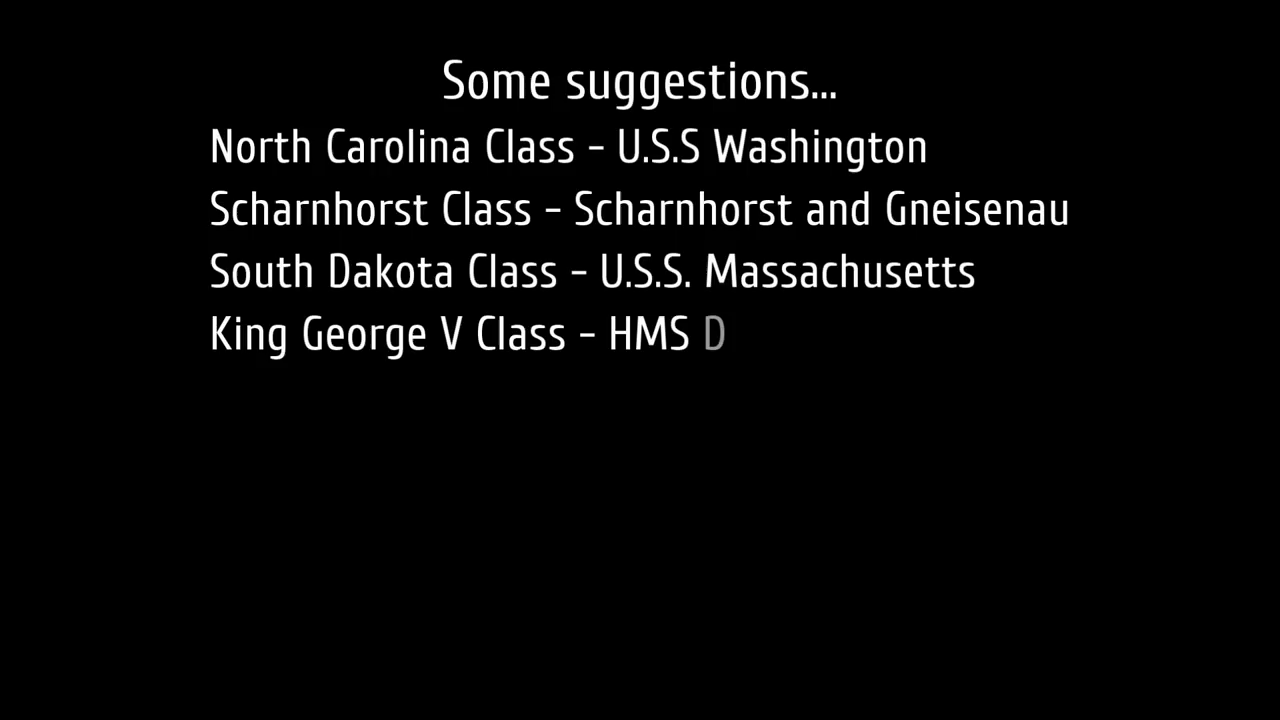 Some suggestions...
North Carolina Class - U.S.S Washington
Scharnhorst Class - Scharnhorst and Gneisenau
South Dakota Class - U.S.S. Massachusetts
King George V Class - HMS D